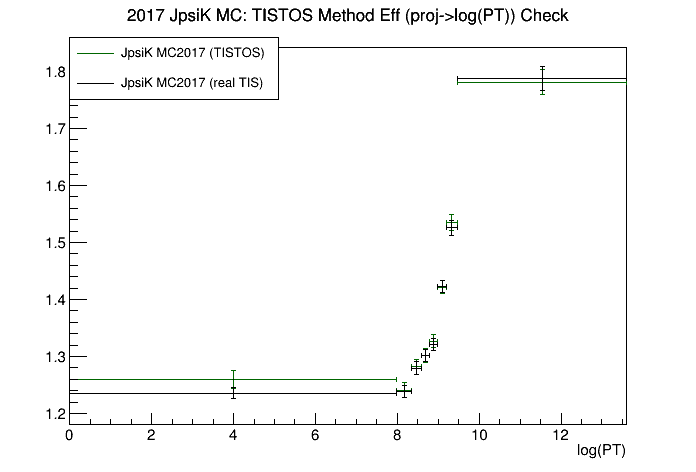 2017 JpsiK MC: TISTOS Method Eff (proj->log(PT)) Check
JpsiK MC2017 (TISTOS)
JpsiK MC2017 (real TIS)
1.8
1.7
1.6
1.5
1.4
1.3
1.2
0 2 4 6 8 10 12
log(PT)